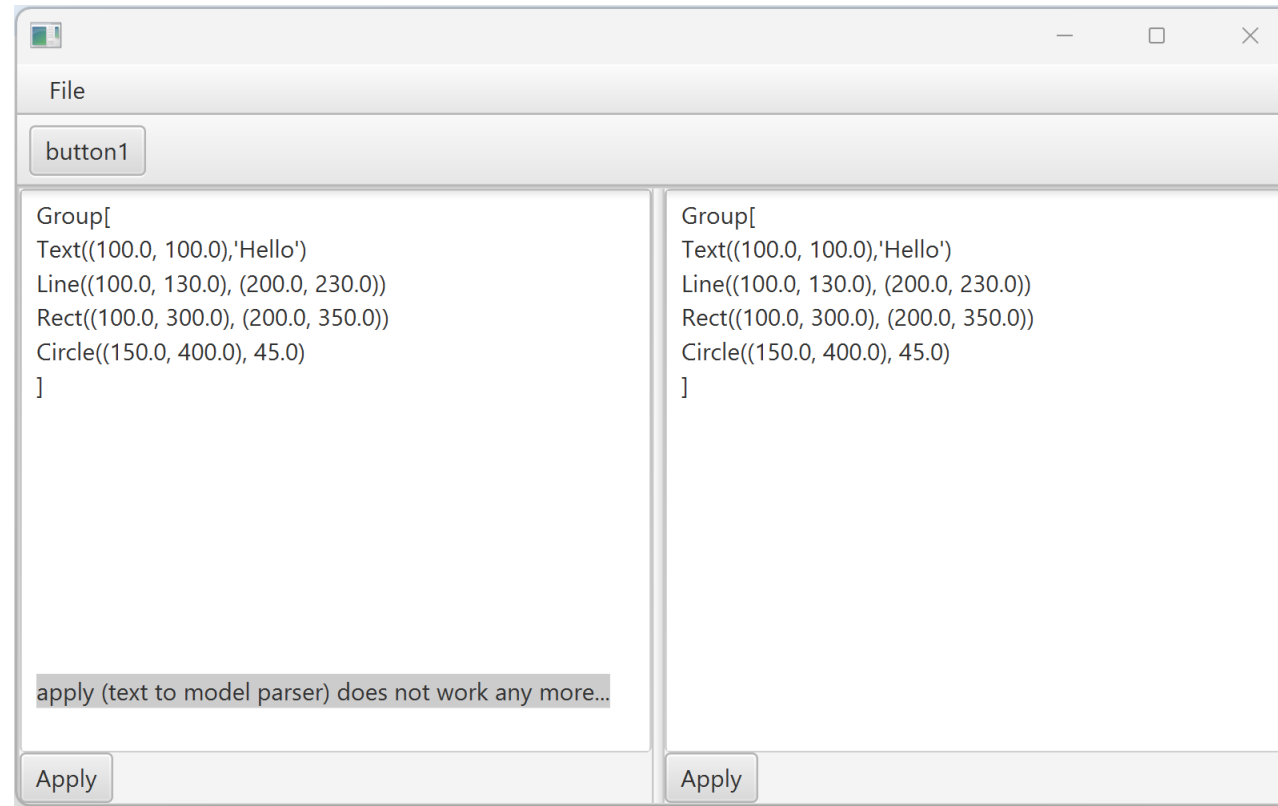 File
button1
Group[
Text((100.0, 100.0),'Hello')
Line((100.0, 130.0), (200.0, 230.0))
Rect((100.0, 300.0), (200.0, 350.0))
Circle((150.0, 400.0), 45.0)
]
apply (text to model parser) does not work any more...
Apply
Group[
Text((100.0, 100.0),'Hello')
Line((100.0, 130.0), (200.0, 230.0))
Rect((100.0, 300.0), (200.0, 350.0))
Circle((150.0, 400.0), 45.0)
]
Apply